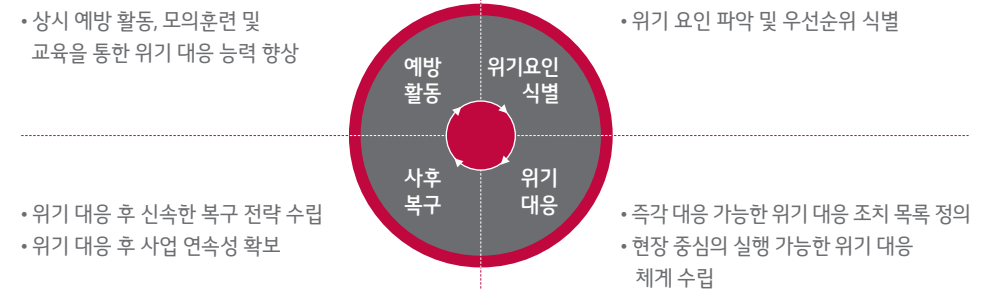 • 상시 예방 활동, 모의훈련 및
교육을 통한 위기 대응 능력 향상
예방
활동
위기요인
식별
• 위기 요인 파악 및 우선순위 식별
• 위기 대응 후 신속한 복구 전략 수립
• 위기 대응 후 사업 연속성 확보
사후
복구
위기
대응
• 즉각 대응 가능한 위기 대응 조치 목록 정의
• 현장 중심의 실행 가능한 위기 대응
체계 수립